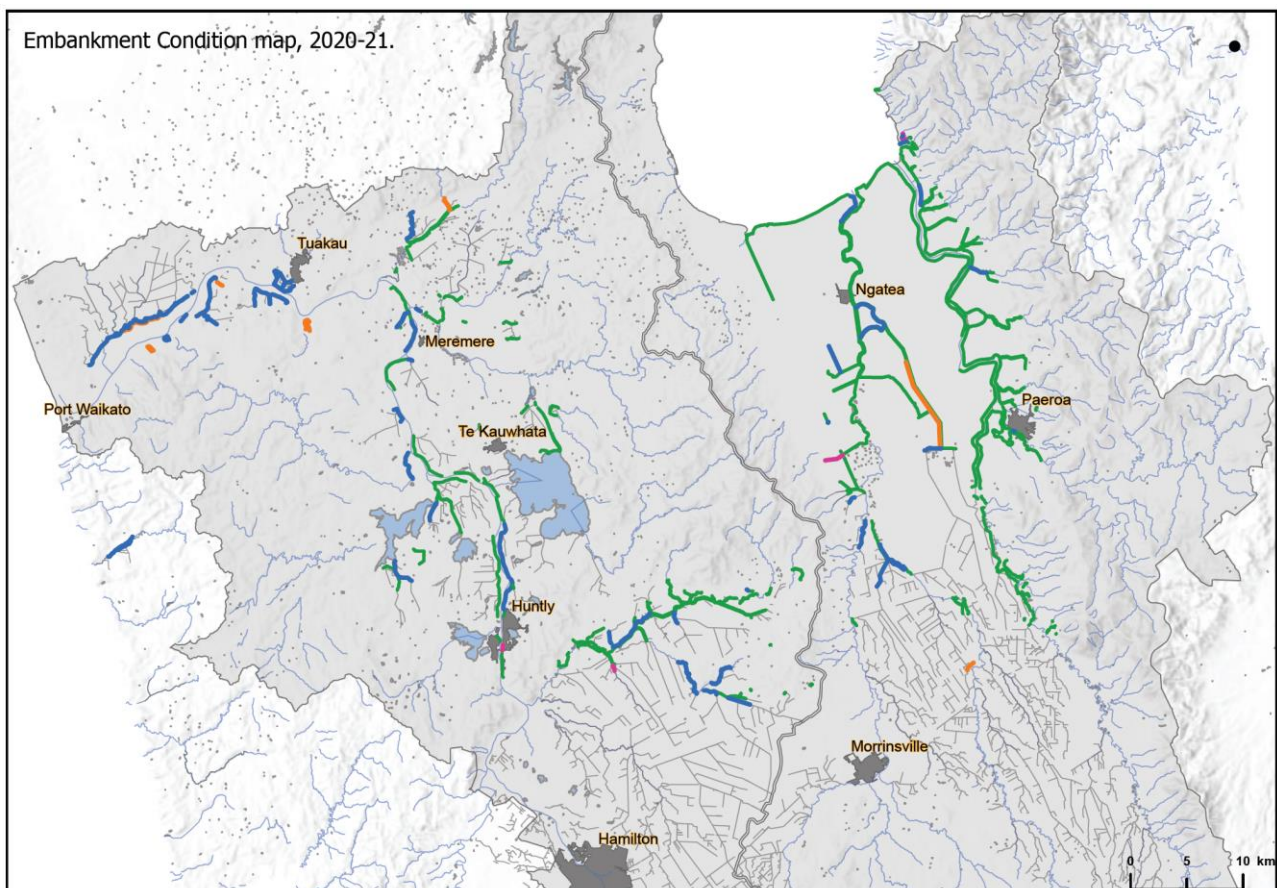 Embankment Condition map, 2020-21.
Tuakau
Ngatea
Meremere
Port Waikato
Paeroa
Te Kauwhata
Huntly
Morrinsville
Hamilton
0 5 10 km